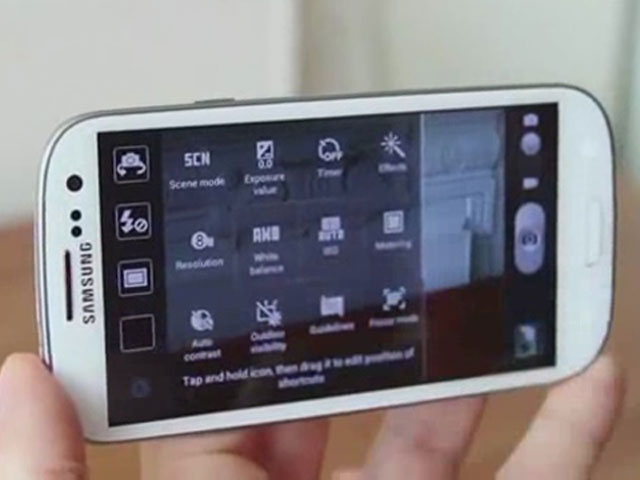 SAMSUNG
SCN
Scene mode
0.0
Exposure value
OFF
Timer
Effects
8M
Resolution
AWB
White balance
AUTO
ISO
Metering
Auto contrast
Outdoor visibility
Guidelines
Focus mode
Tap and hold icon, then drag it to edit position of
shortcuts